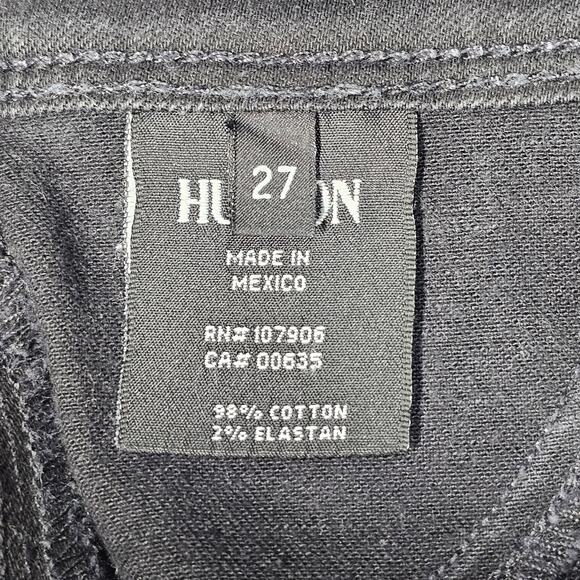 27
HU ON
MADE IN
MEXICO
RN# 107906
CA# 00635
98% COTTON
2% ELASTAN